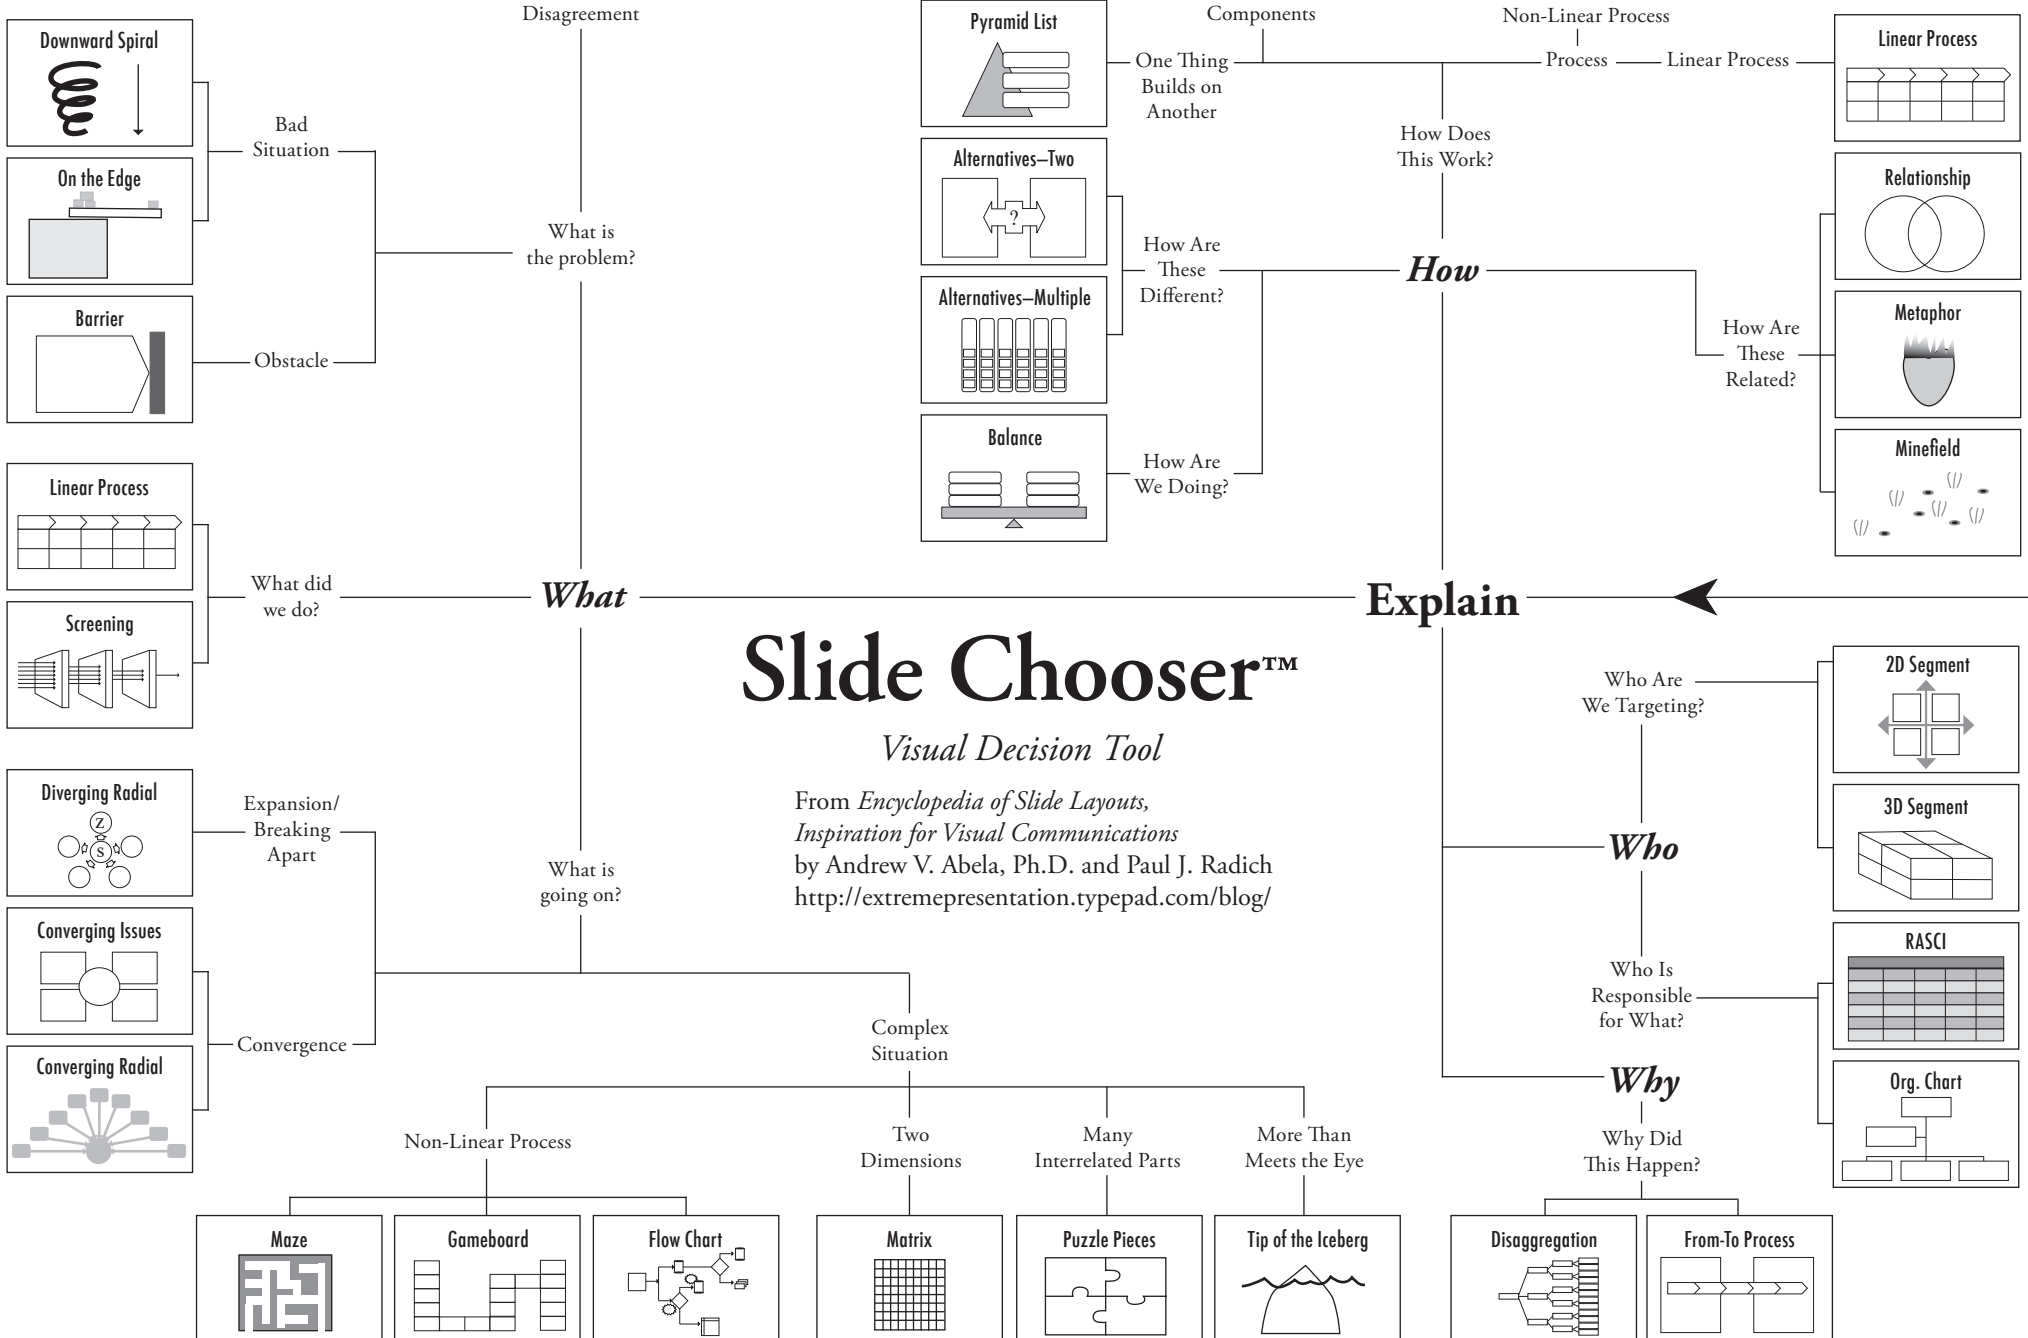 Disagreement
Components
Non-Linear Process
Downward Spiral
Pyramid List
Linear Process
One Thing
Builds on
Another
Process
Linear Process
Bad
Situation
How Does
This Work?
On the Edge
Alternatives–Two
?
Relationship
What is
the problem?
How Are
These
Different?
How
Barrier
Alternatives–Multiple
Metaphor
Obstacle
How Are
These
Related?
Balance
Minefield
How Are
We Doing?
Linear Process
What did
we do?
What
Explain
Screening
Slide Chooser™
Visual Decision Tool
From Encyclopedia of Slide Layouts,
Inspiration for Visual Communications
by Andrew V. Abela, Ph.D. and Paul J. Radich
http://extremepresentation.typepad.com/blog/
Who Are
We Targeting?
2D Segment
Diverging Radial
Z
S
Expansion/
Breaking
Apart
What is
going on?
Who
3D Segment
Converging Issues
RASCI
Who Is
Responsible
for What?
Convergence
Complex
Situation
Converging Radial
Why
Org. Chart
Non-Linear Process
Two
Dimensions
Many
Interrelated Parts
More Than
Meets the Eye
Why Did
This Happen?
Maze
Gameboard
Flow Chart
Matrix
Puzzle Pieces
Tip of the Iceberg
Disaggregation
From-To Process